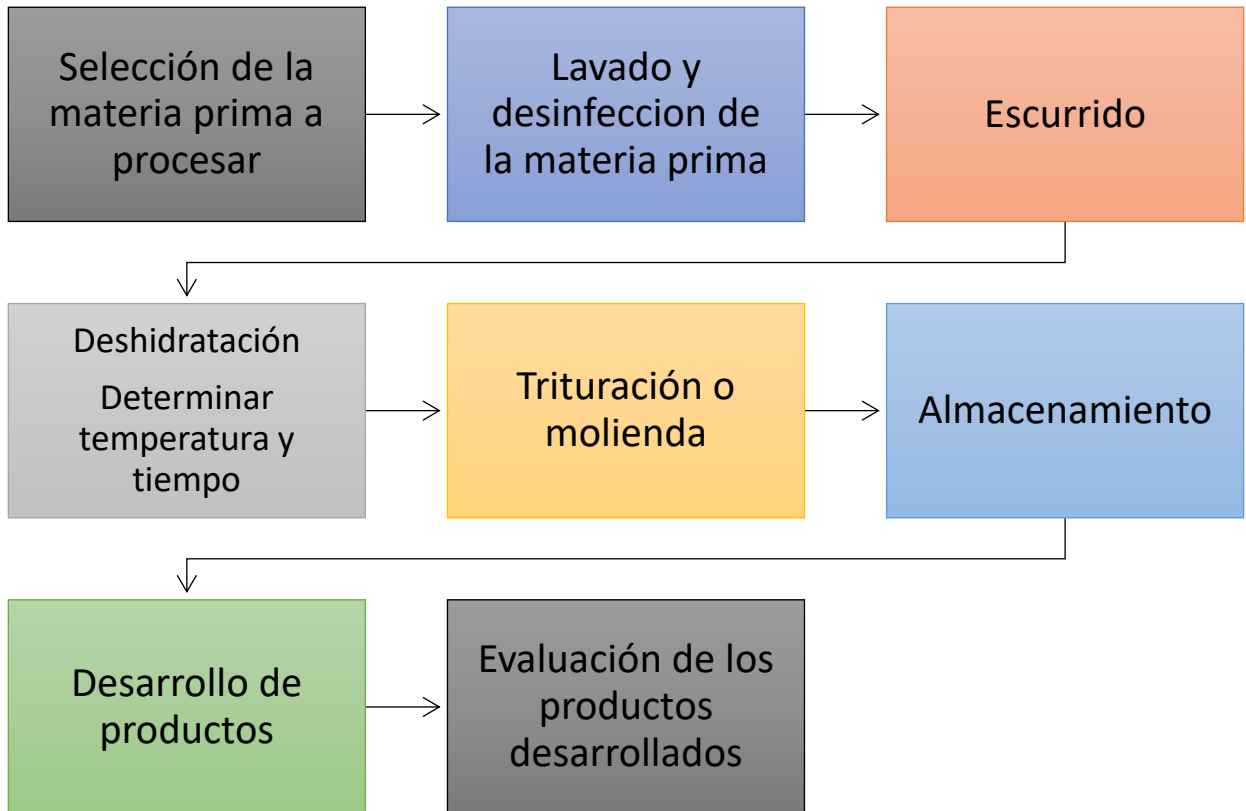 Selección de la
materia prima a
procesar
Lavado y
desinfeccion de
la materia prima
Escurrido
Deshidratación
Determinar
temperatura y
tiempo
Trituración o
molienda
Almacenamiento
Desarrollo de
productos
Evaluación de los
productos
desarrollados